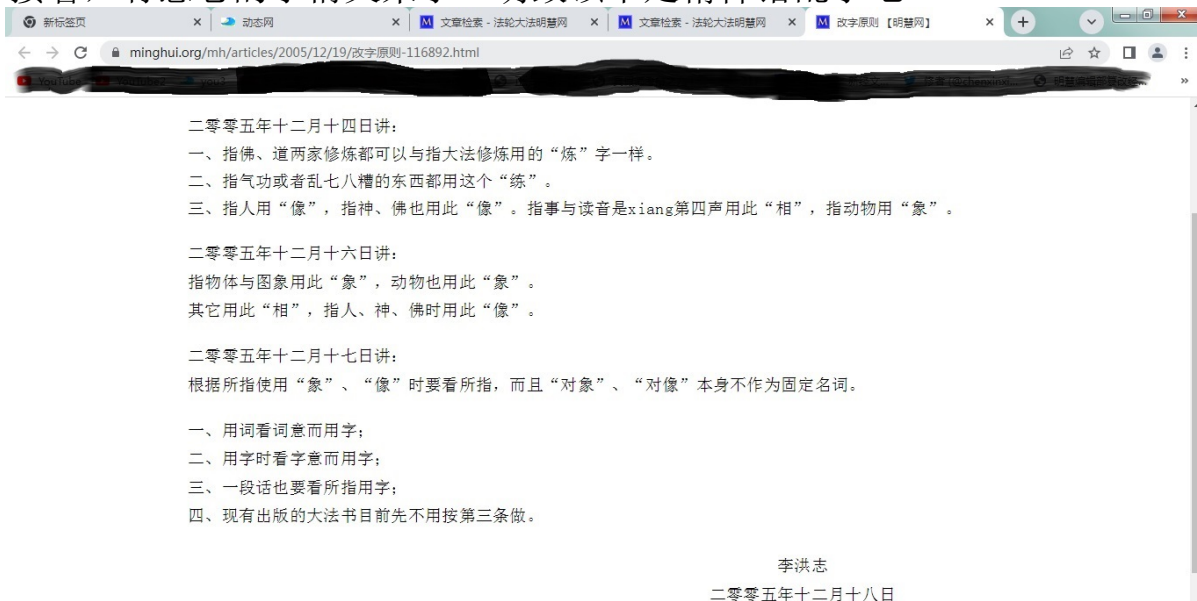 新标签页 动态网 文章检索 - 法轮大法明慧网 文章检索 - 法轮大法明慧网 改字原则 【明慧网】
minghui.org/mh/articles/2005/12/19/改字原则-116892.html
YouTube
二零零五年十二月十四日讲：
一、指佛、道两家修炼都可以与指大法修炼用的“炼”字一样。
二、指气功或者乱七八糟的东西都用这个“练”。
三、指人用“像”，指神、佛也用此“像”。指事与读音是xiang第四声用此“相”，指动物用“象”。
二零零五年十二月十六日讲：
指物体与图象用此“象”，动物也用此“象”。
其它用此“相”，指人、神、佛时用此“像”。
二零零五年十二月十七日讲：
根据所指使用“象”、“像”时要看所指，而且“对象”、“对像”本身不作为固定名词。
一、用词看词意而用字；
二、用字时看字意而用字；
三、一段话也要看所指用字；
四、现有出版的大法书目前先不用按第三条做。
李洪志
二零零五年十二月十八日